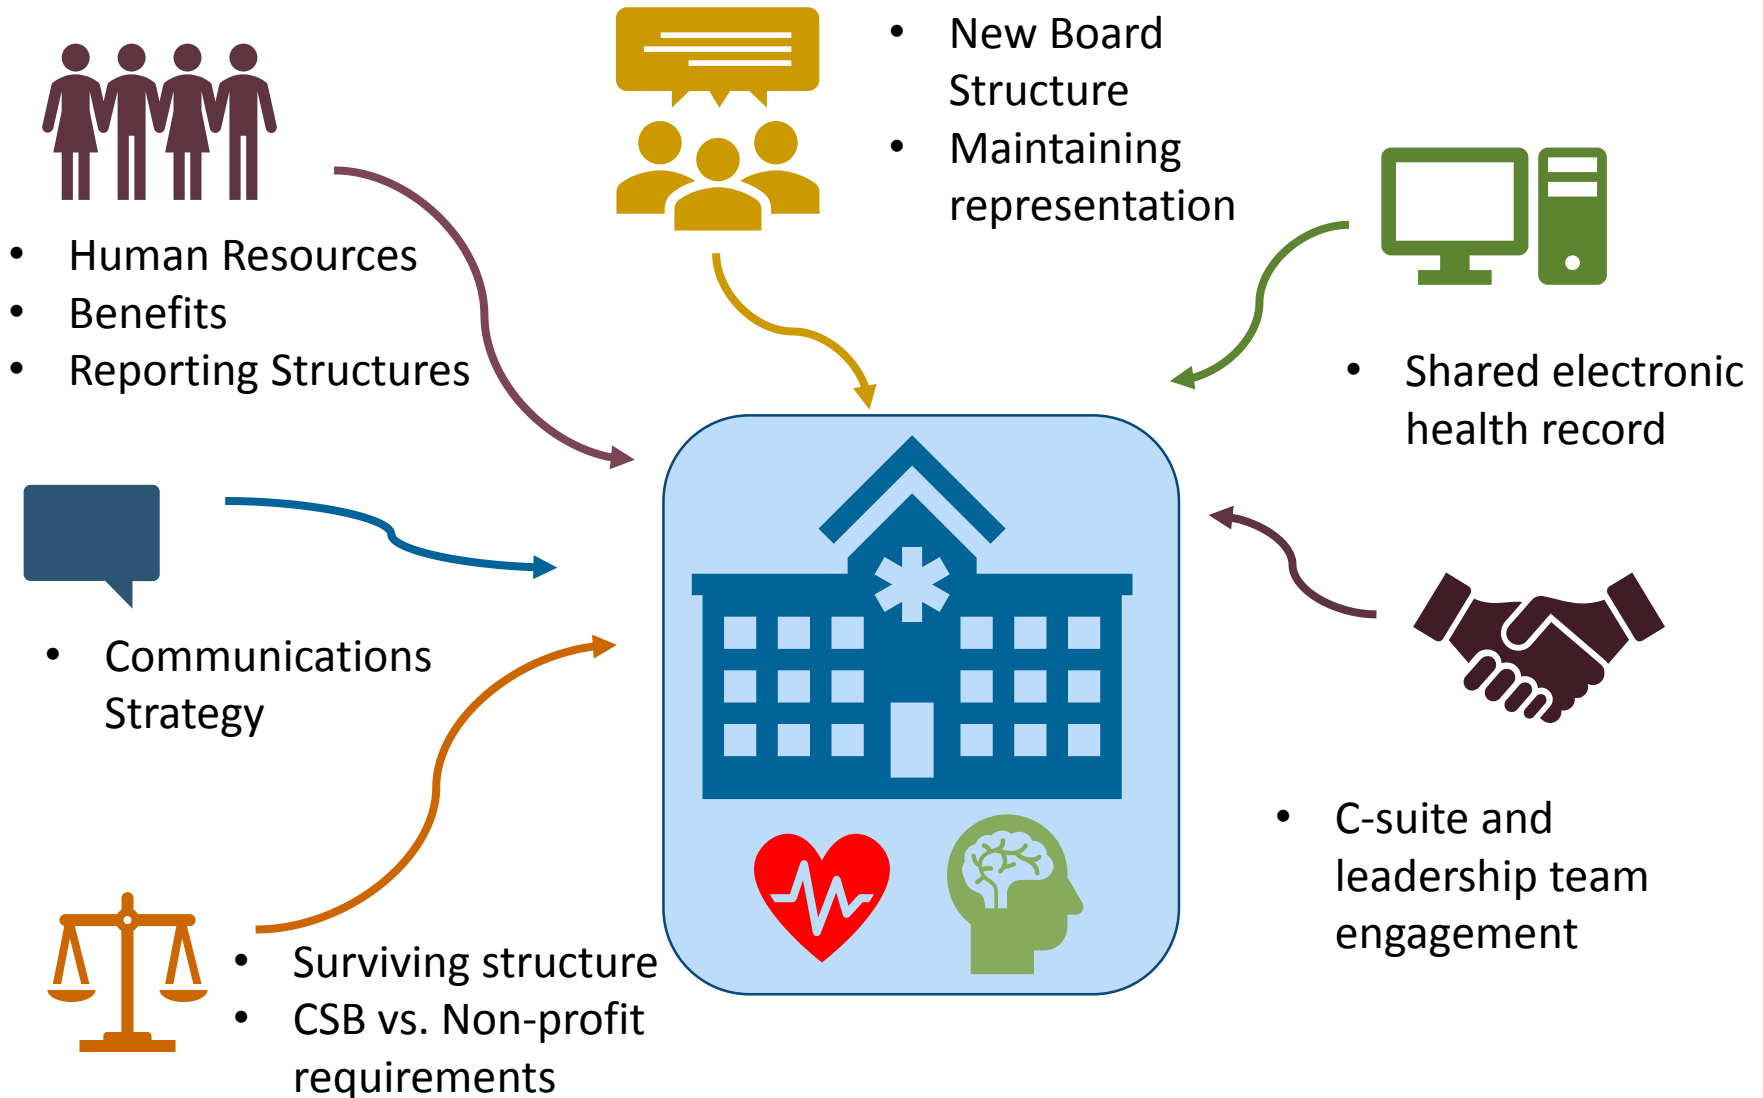 • New Board
Structure
• Maintaining
representation
• Human Resources
• Benefits
• Reporting Structures
• Shared electronic
health record
• Communications
Strategy
• C-suite and
leadership team
engagement
• Surviving structure
• CSB vs. Non-profit
requirements